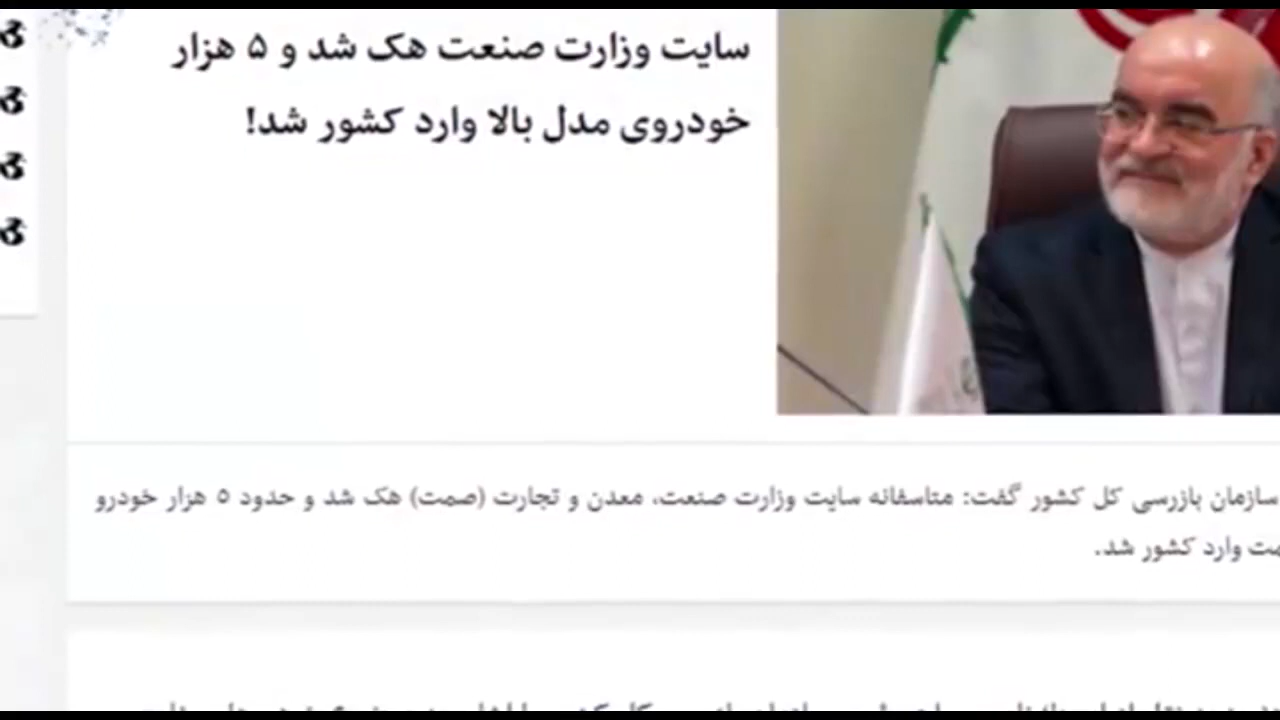 سایت وزارت صنعت هک شد و ۵ هزار
خودروی مدل بالا وارد کشور شد!
سازمان بازرسی کل کشور گفت: متاسفانه سایت وزارت صنعت، معدن و تجارت (صمت) هک شد و حدود ۵ هزار خودرو
وارد کشور شد.